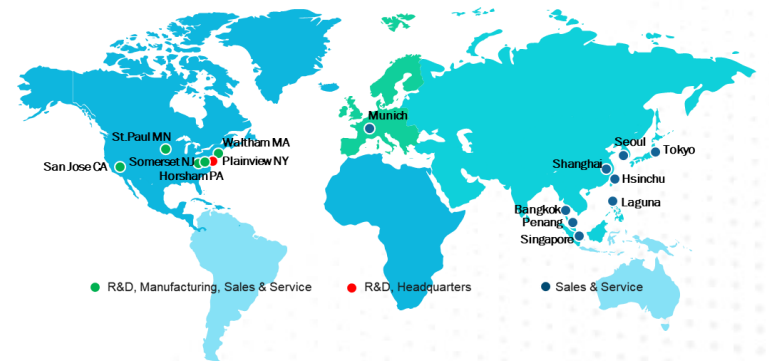 Munich
St.Paul MN
Waltham MA
Seoul
Tokyo
San Jose CA
Somerset NJ
Plainview NY
Shanghai
Horsham PA
Hsinchu
Laguna
Bangkok
Penang
Singapore
R&D, Manufacturing, Sales & Service
R&D, Headquarters
Sales & Service